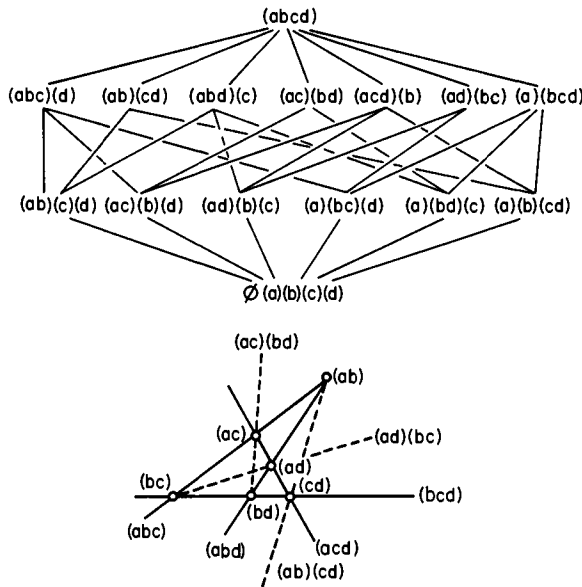 (abcd)
(abc)(d) (ab)(cd) (abd)(c) (ac)(bd) (acd)(b) (ad)(bc) (a)(bcd)
(ab)(c)(d) (ac)(b)(d) (ad)(b)(c) (a)(bc)(d) (a)(bd)(c) (a)(b)(cd)
∅ (a)(b)(c)(d)
(ac)(bd)
(ab)
(ac)
(ad)(bc)
(ad)
(bc) (cd)
(bcd)
(bd)
(abc)
(abd) (acd)
(ab)(cd)